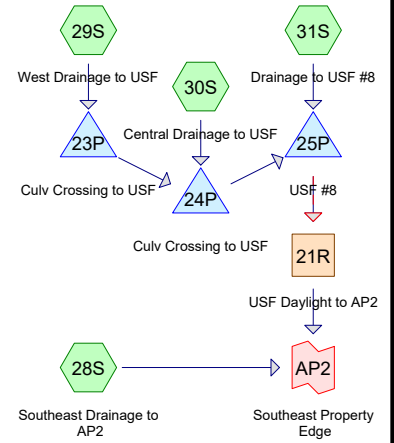 29S
31S
West Drainage to USF
Drainage to USF #8
30S
Central Drainage to USF
23P
25P
Culv Crossing to USF
24P
USF #8
Culv Crossing to USF
21R
USF Daylight to AP2
28S
AP2
Southeast Drainage to
AP2
Southeast Property
Edge